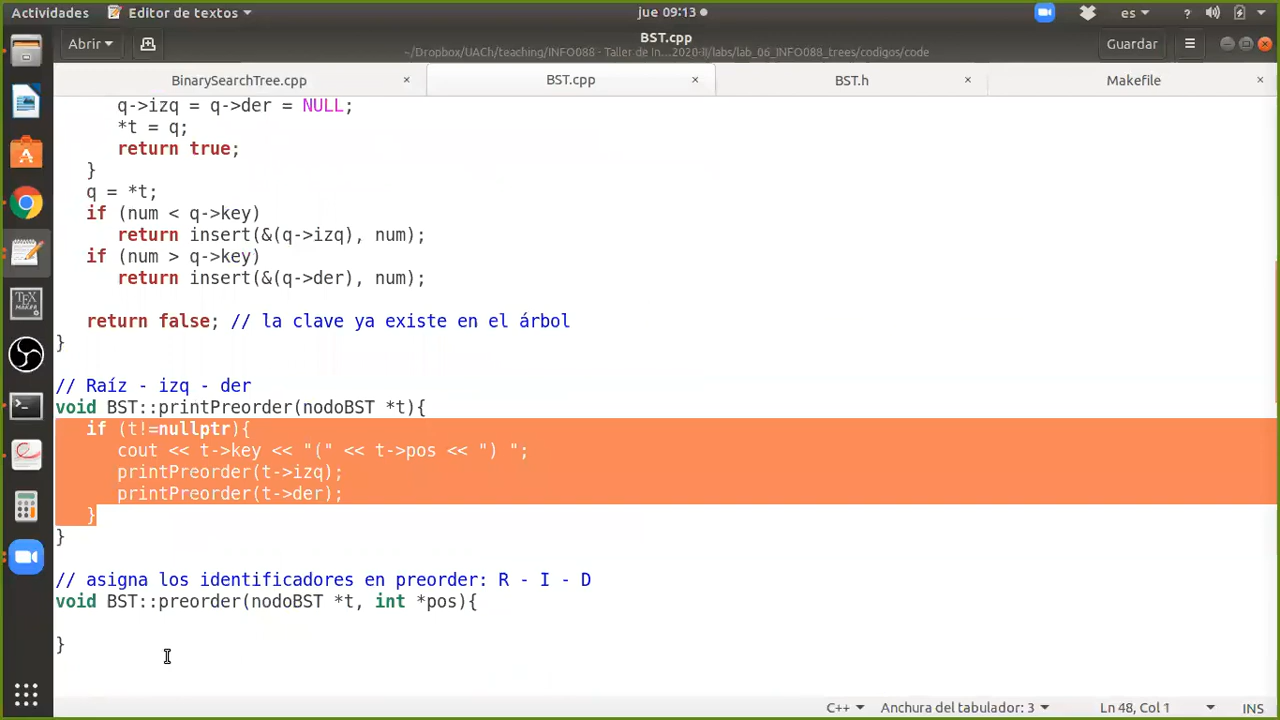 Actividades Editor de textos jue 09:13 es ?
Abrir BST.cpp Guardar
~/Dropbox/UACh/teaching/INFO088 - Taller de In... 2020-II/labs/lab_06_INFO088_trees/codigos/code
BinarySearchTree.cpp × BST.cpp × BST.h × Makefile ×
q->izq = q->der = NULL;
*t = q;
return true;
}
q = *t;
if (num < q->key)
return insert(&(q->izq), num);
if (num > q->key)
return insert(&(q->der), num);
return false; // la clave ya existe en el árbol
}
// Raíz - izq - der
void BST::printPreorder(nodoBST *t){
if (t!=nullptr){
cout << t->key << "(" << t->pos << ") ";
printPreorder(t->izq);
printPreorder(t->der);
}
}
// asigna los identificadores en preorder: R - I - D
void BST::preorder(nodoBST *t, int *pos){
}
C++ Anchura del tabulador: 3 Ln 48, Col 1 INS
TEX
MAKER